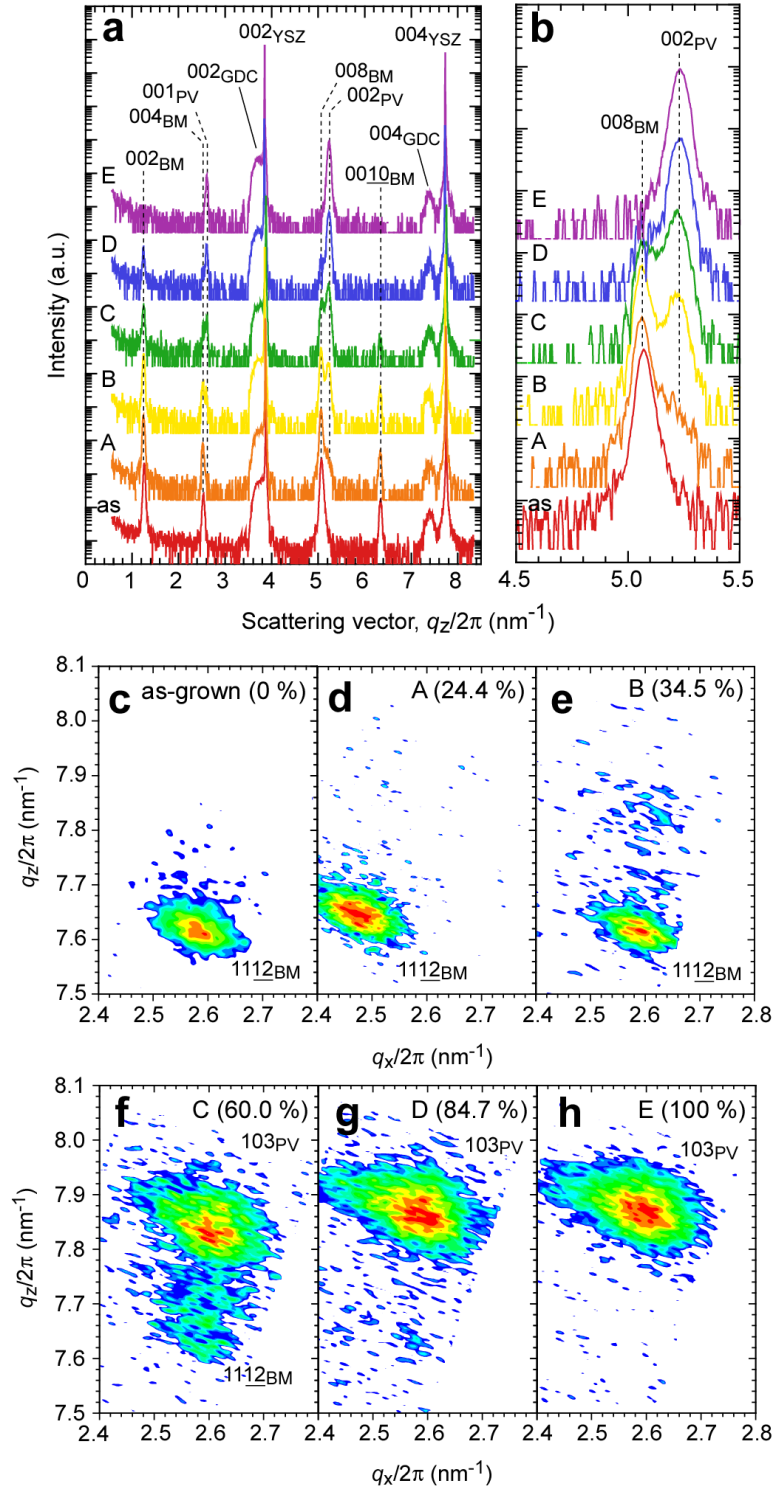 a
002YSZ
004YSZ
002GDC
008BM
002PV
001PV
004BM
004GDC
002BM
0010BM
E
D
C
B
A
as
Intensity (a.u.)
0 1 2 3 4 5 6 7 8
b
002PV
008BM
E
D
C
B
A
as
4.5 5.0 5.5
Scattering vector, qz/2π (nm⁻¹)
c as-grown (0 %)
d A (24.4 %)
e B (34.5 %)
8.1
8.0
7.9
7.8
7.7
7.6
7.5
qz/2π (nm⁻¹)
1112BM
1112BM
1112BM
2.4 2.5 2.6 2.7 2.4 2.5 2.6 2.7 2.4 2.5 2.6 2.7 2.8
qx/2π (nm⁻¹)
f C (60.0 %)
103PV
g D (84.7 %)
103PV
h E (100 %)
103PV
8.1
8.0
7.9
7.8
7.7
7.6
7.5
qz/2π (nm⁻¹)
1112BM
2.4 2.5 2.6 2.7 2.4 2.5 2.6 2.7 2.4 2.5 2.6 2.7 2.8
qx/2π (nm⁻¹)